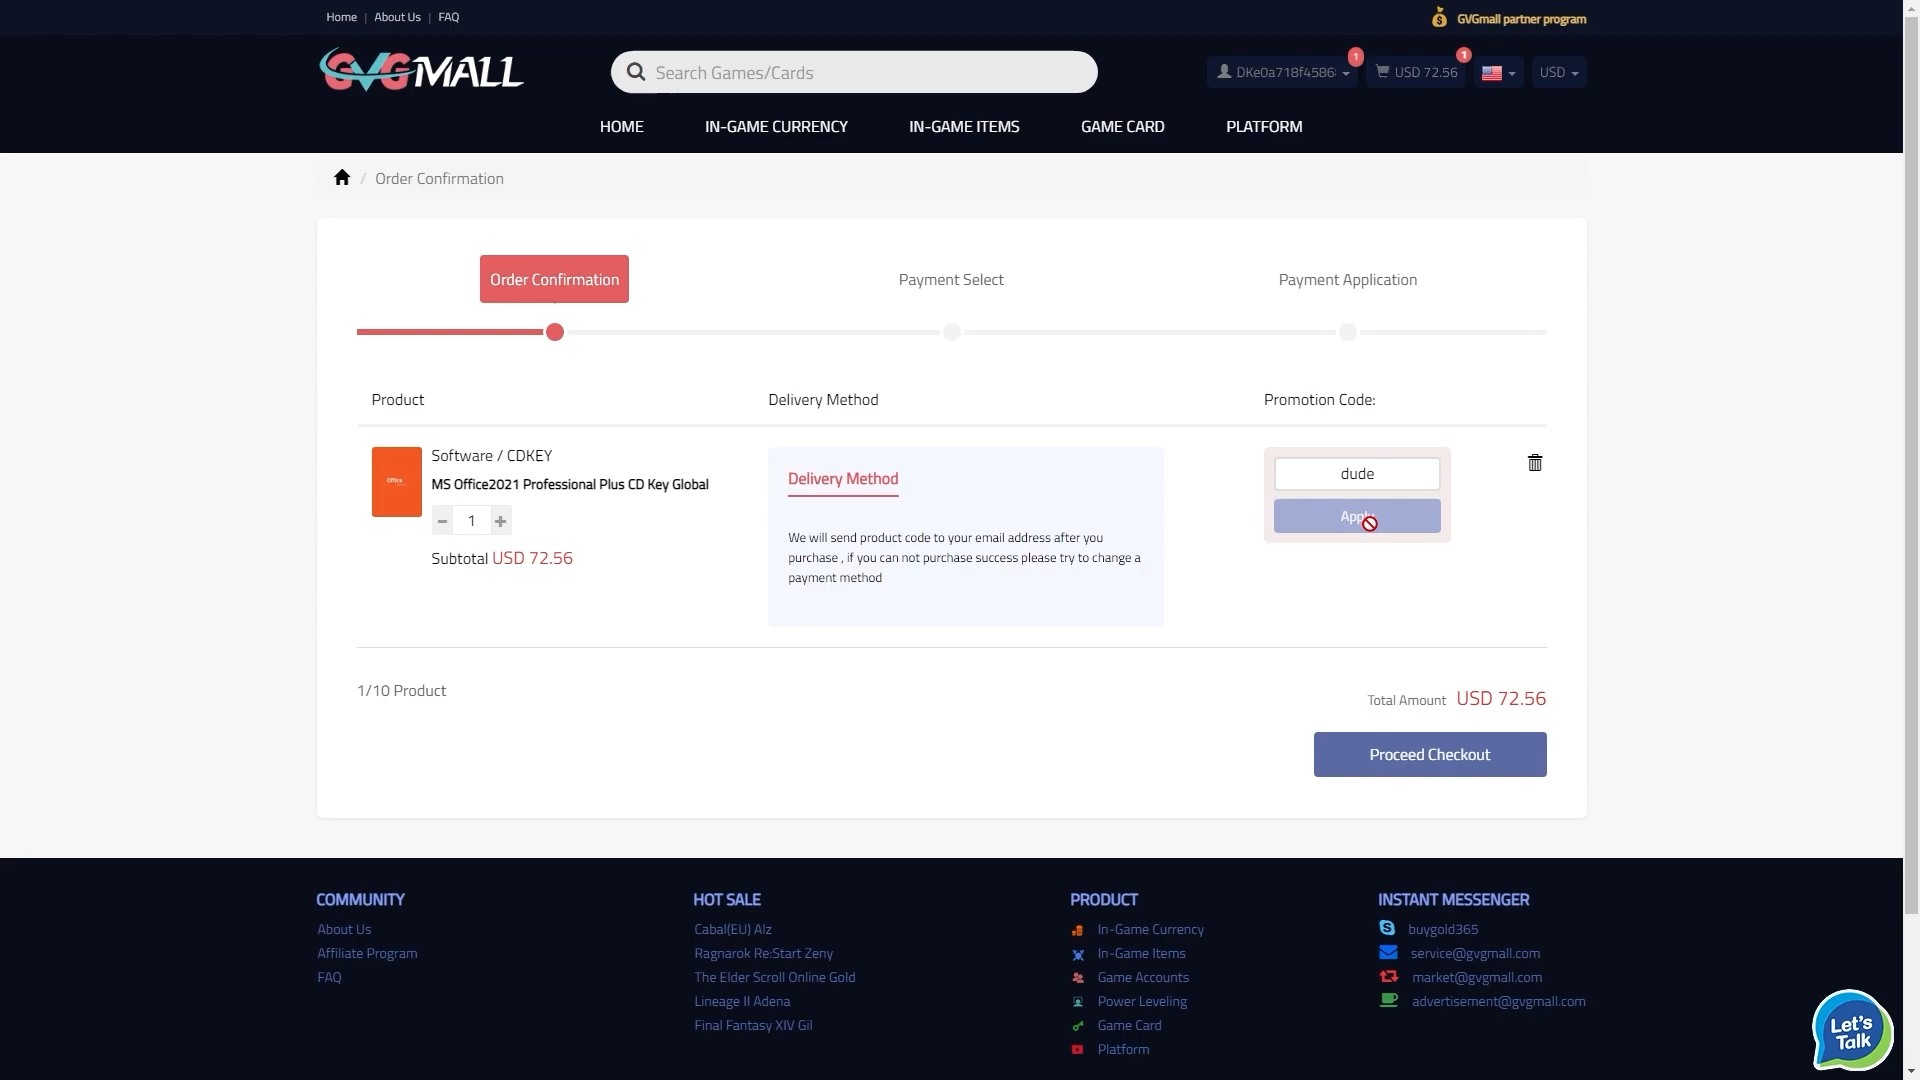 Home | About Us | FAQ
GVGmall partner program
GVGMALL
Search Games/Cards
DKe0a718f4586
1
USD 72.56
1
USD
HOME
IN-GAME CURRENCY
IN-GAME ITEMS
GAME CARD
PLATFORM
/ Order Confirmation
Order Confirmation
Payment Select
Payment Application
Product
Delivery Method
Promotion Code:
Office
Software / CDKEY
MS Office2021 Professional Plus CD Key Global
− 1 +
Subtotal USD 72.56
Delivery Method
We will send product code to your email address after you
purchase , if you can not purchase success please try to change a
payment method
dude
Apply
1/10 Product
Total Amount USD 72.56
Proceed Checkout
COMMUNITY
About Us
Affiliate Program
FAQ
HOT SALE
Cabal(EU) Alz
Ragnarok Re:Start Zeny
The Elder Scroll Online Gold
Lineage II Adena
Final Fantasy XIV Gil
PRODUCT
In-Game Currency
In-Game Items
Game Accounts
Power Leveling
Game Card
Platform
INSTANT MESSENGER
buygold365
service@gvgmall.com
market@gvgmall.com
advertisement@gvgmall.com
Let's
Talk